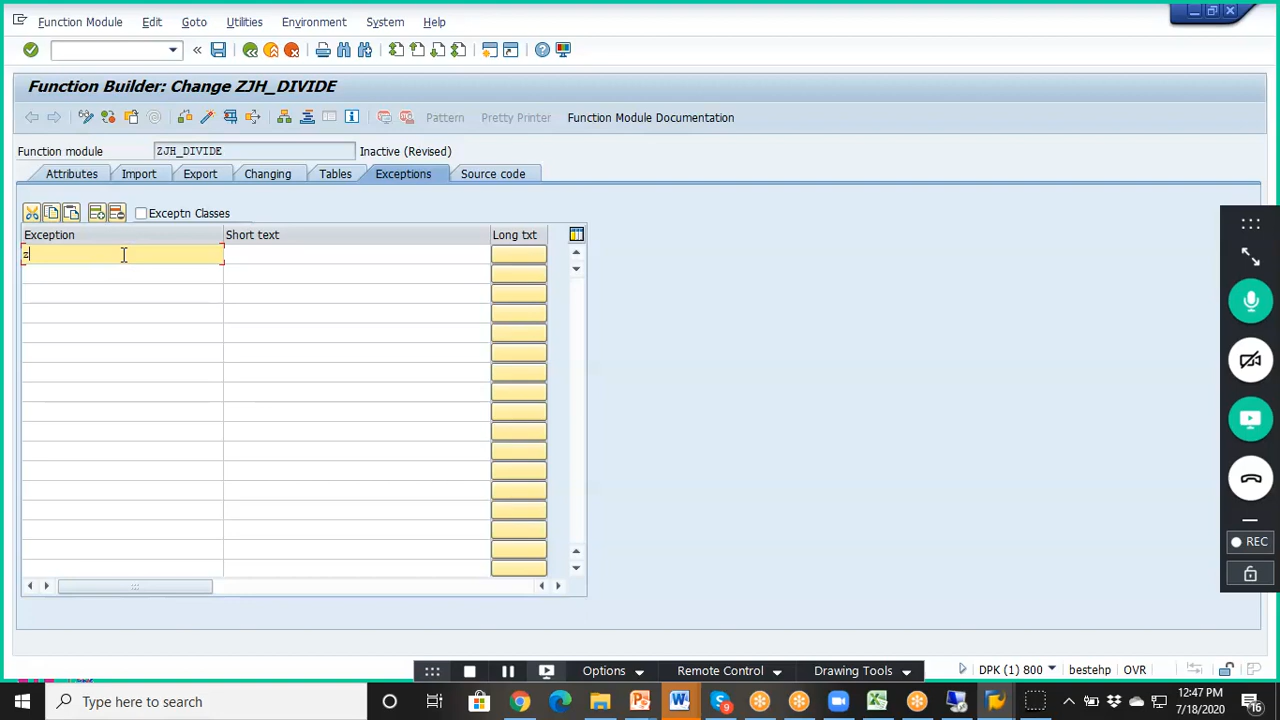 Function Module Edit Goto Utilities Environment System Help
Function Builder: Change ZJH_DIVIDE
Pattern Pretty Printer Function Module Documentation
Function module ZJH_DIVIDE Inactive (Revised)
Attributes Import Export Changing Tables Exceptions Source code
Exceptn Classes
Exception Short text Long txt
z
REC
Options Remote Control Drawing Tools
DPK (1) 800 bestehp OVR
Type here to search
9
12:47 PM
7/18/2020
16